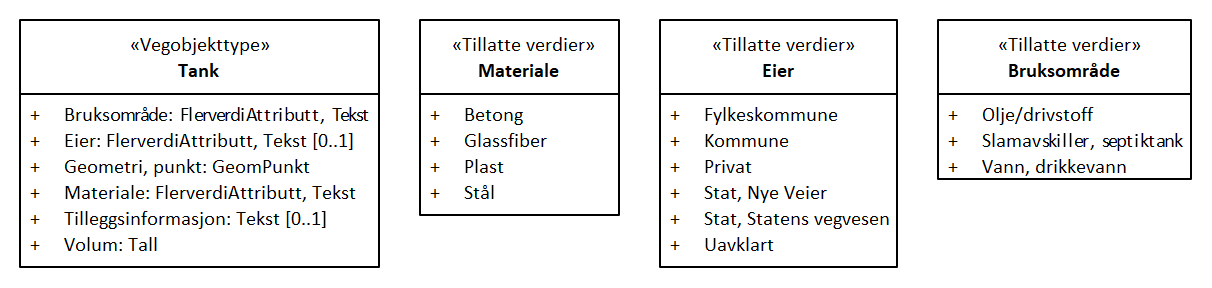 «Vegobjekttype»
Tank
+ Bruksområde: FlerverdiAttributt, Tekst
+ Eier: FlerverdiAttributt, Tekst [0..1]
+ Geometri, punkt: GeomPunkt
+ Materiale: FlerverdiAttributt, Tekst
+ Tilleggsinformasjon: Tekst [0..1]
+ Volum: Tall
«Tillatte verdier»
Materiale
+ Betong
+ Glassfiber
+ Plast
+ Stål
«Tillatte verdier»
Eier
+ Fylkeskommune
+ Kommune
+ Privat
+ Stat, Nye Veier
+ Stat, Statens vegvesen
+ Uavklart
«Tillatte verdier»
Bruksområde
+ Olje/drivstoff
+ Slamavskiller, septiktank
+ Vann, drikkevann